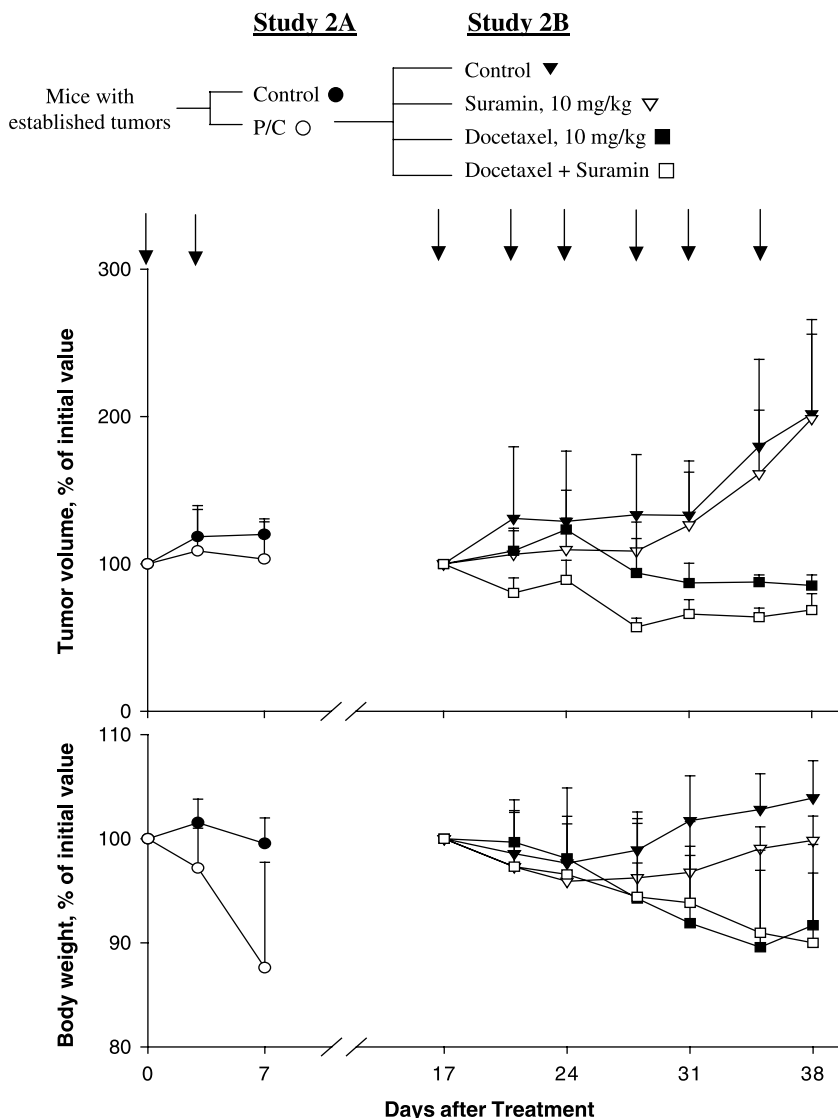 Study 2A Study 2B
Control ▼
Mice with established tumors
Control ●
Suramin, 10 mg/kg ▽
P/C ○
Docetaxel, 10 mg/kg ■
Docetaxel + Suramin □
Tumor volume, % of initial value
300
200
100
0
Body weight, % of initial value
110
100
90
80
0 7 17 24 31 38
Days after Treatment